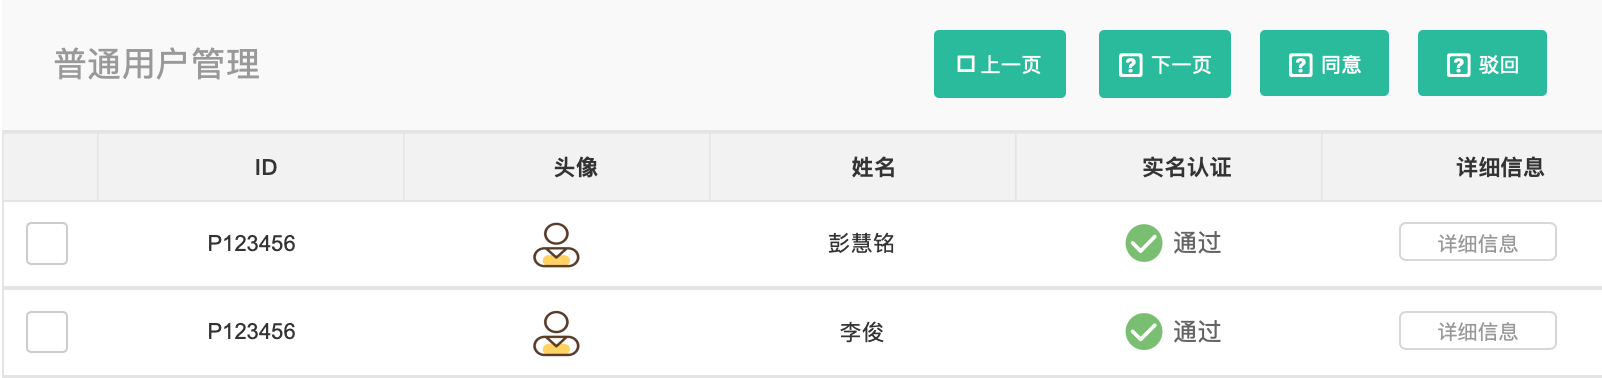 普通用户管理
上一页 下一页 同意 驳回
ID 头像 姓名 实名认证 详细信息
P123456 彭慧铭 通过 详细信息
P123456 李俊 通过 详细信息